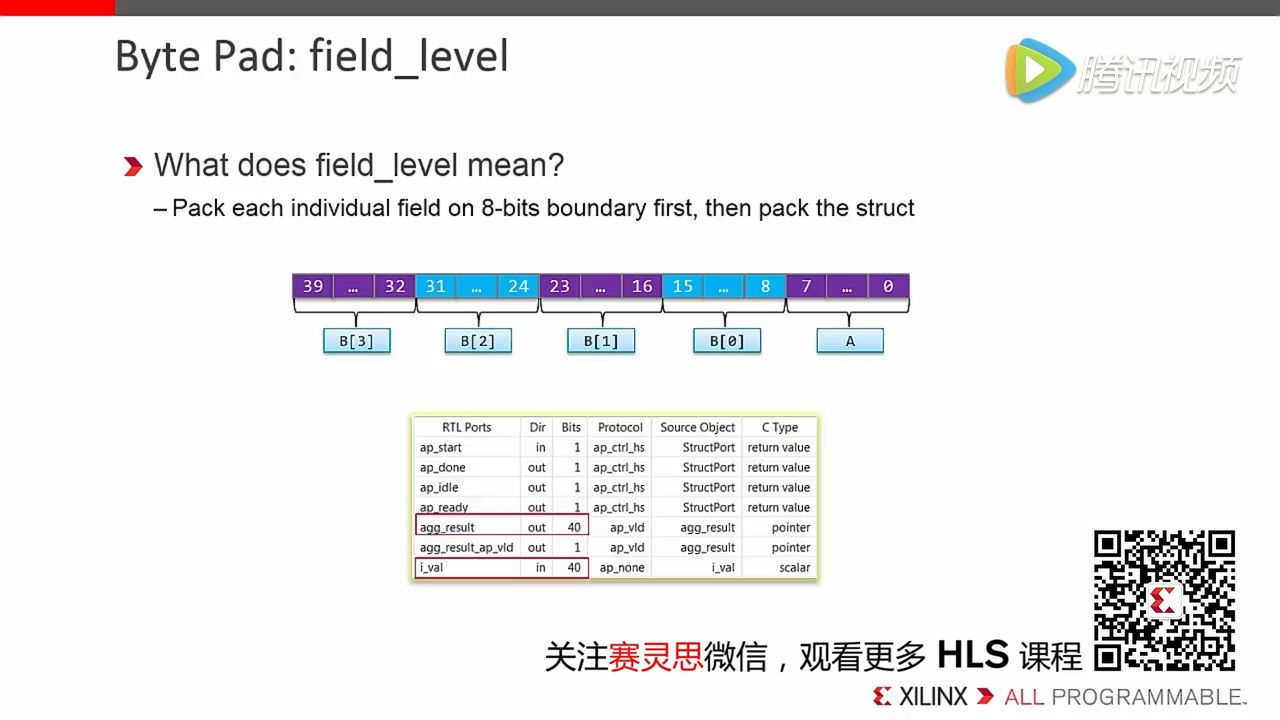 Byte Pad: field_level
腾讯视频
What does field_level mean?
– Pack each individual field on 8-bits boundary first, then pack the struct
39 … 32 31 … 24 23 … 16 15 … 8 7 … 0
B[3] B[2] B[1] B[0] A
RTL Ports Dir Bits Protocol Source Object C Type
ap_start in 1 ap_ctrl_hs StructPort return value
ap_done out 1 ap_ctrl_hs StructPort return value
ap_idle out 1 ap_ctrl_hs StructPort return value
ap_ready out 1 ap_ctrl_hs StructPort return value
agg_result out 40 ap_vld agg_result pointer
agg_result_ap_vld out 1 ap_vld agg_result pointer
i_val in 40 ap_none i_val scalar
关注赛灵思微信，观看更多 HLS 课程
XILINX ALL PROGRAMMABLE™